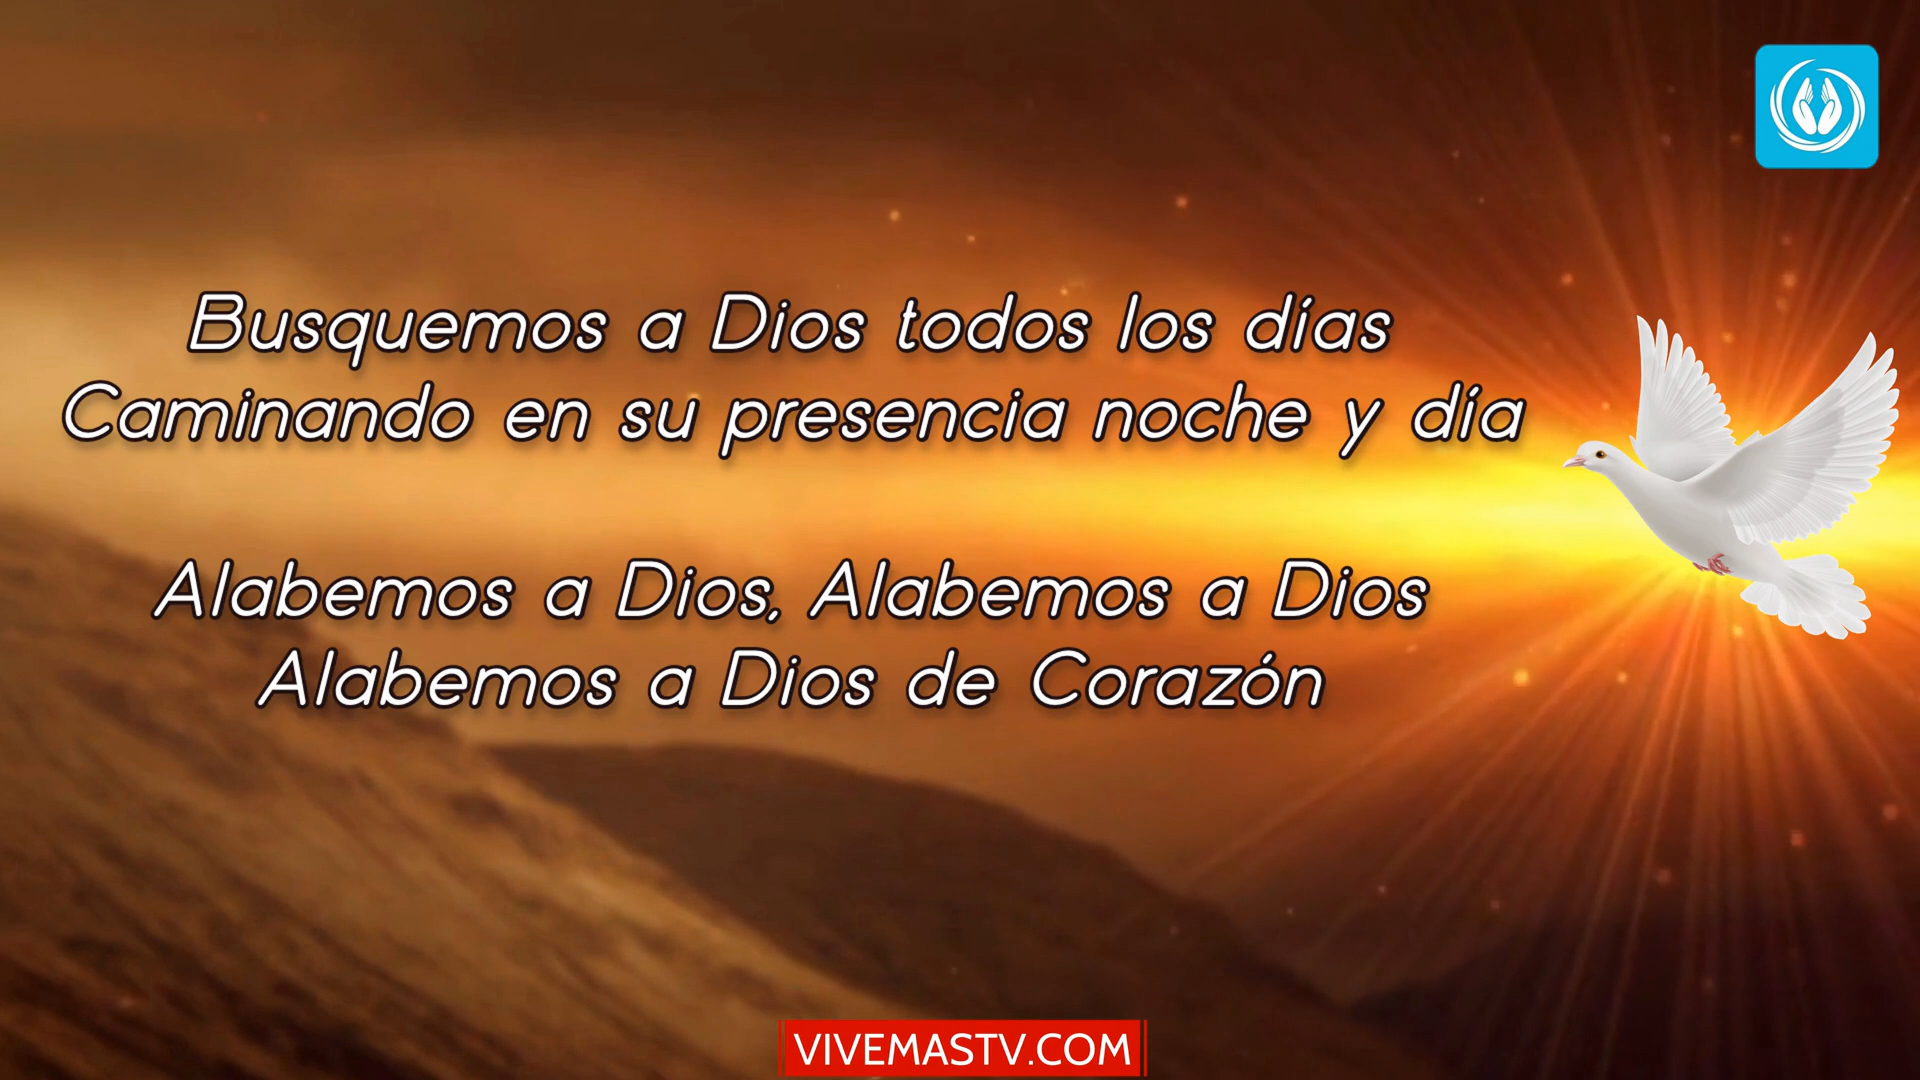 Busquemos a Dios todos los días
Caminando en su presencia noche y día
Alabemos a Dios, Alabemos a Dios
Alabemos a Dios de Corazón
VIVEMASTV.COM